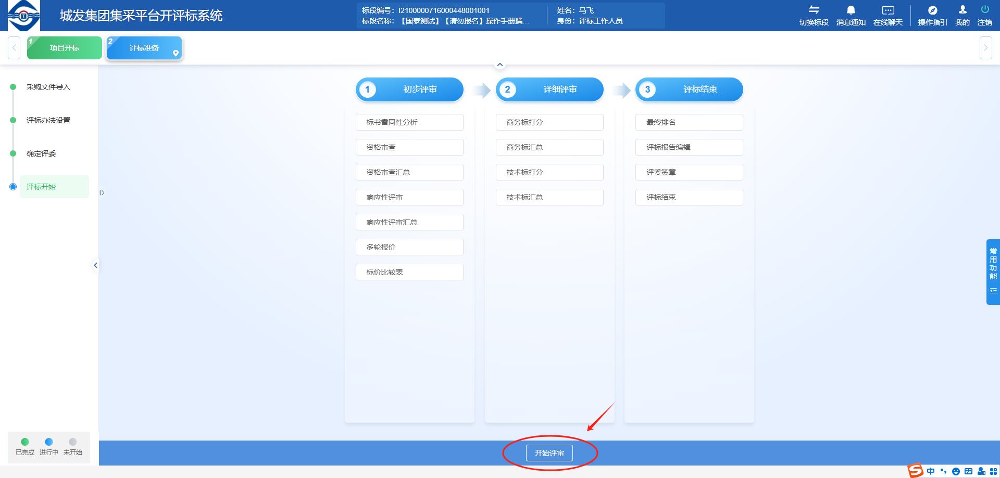 城发集团集采平台开评标系统
标段编号：I2100000716000448001001
标段名称：【国泰测试】【请勿报名】操作手册撰...
姓名：马飞
身份：评标工作人员
切换标段
消息通知
在线聊天
操作指引
我的
注销
1
项目开标
2
评标准备
采购文件导入
评标办法设置
确定评委
评标开始
1 初步评审
标书雷同性分析
资格审查
资格审查汇总
响应性评审
响应性评审汇总
多轮报价
标价比较表
2 详细评审
商务标打分
商务标汇总
技术标打分
技术标汇总
3 评标结束
最终排名
评标报告编辑
评委签章
评标结束
常用功能
已完成 进行中 未开始
开始评审
S 中